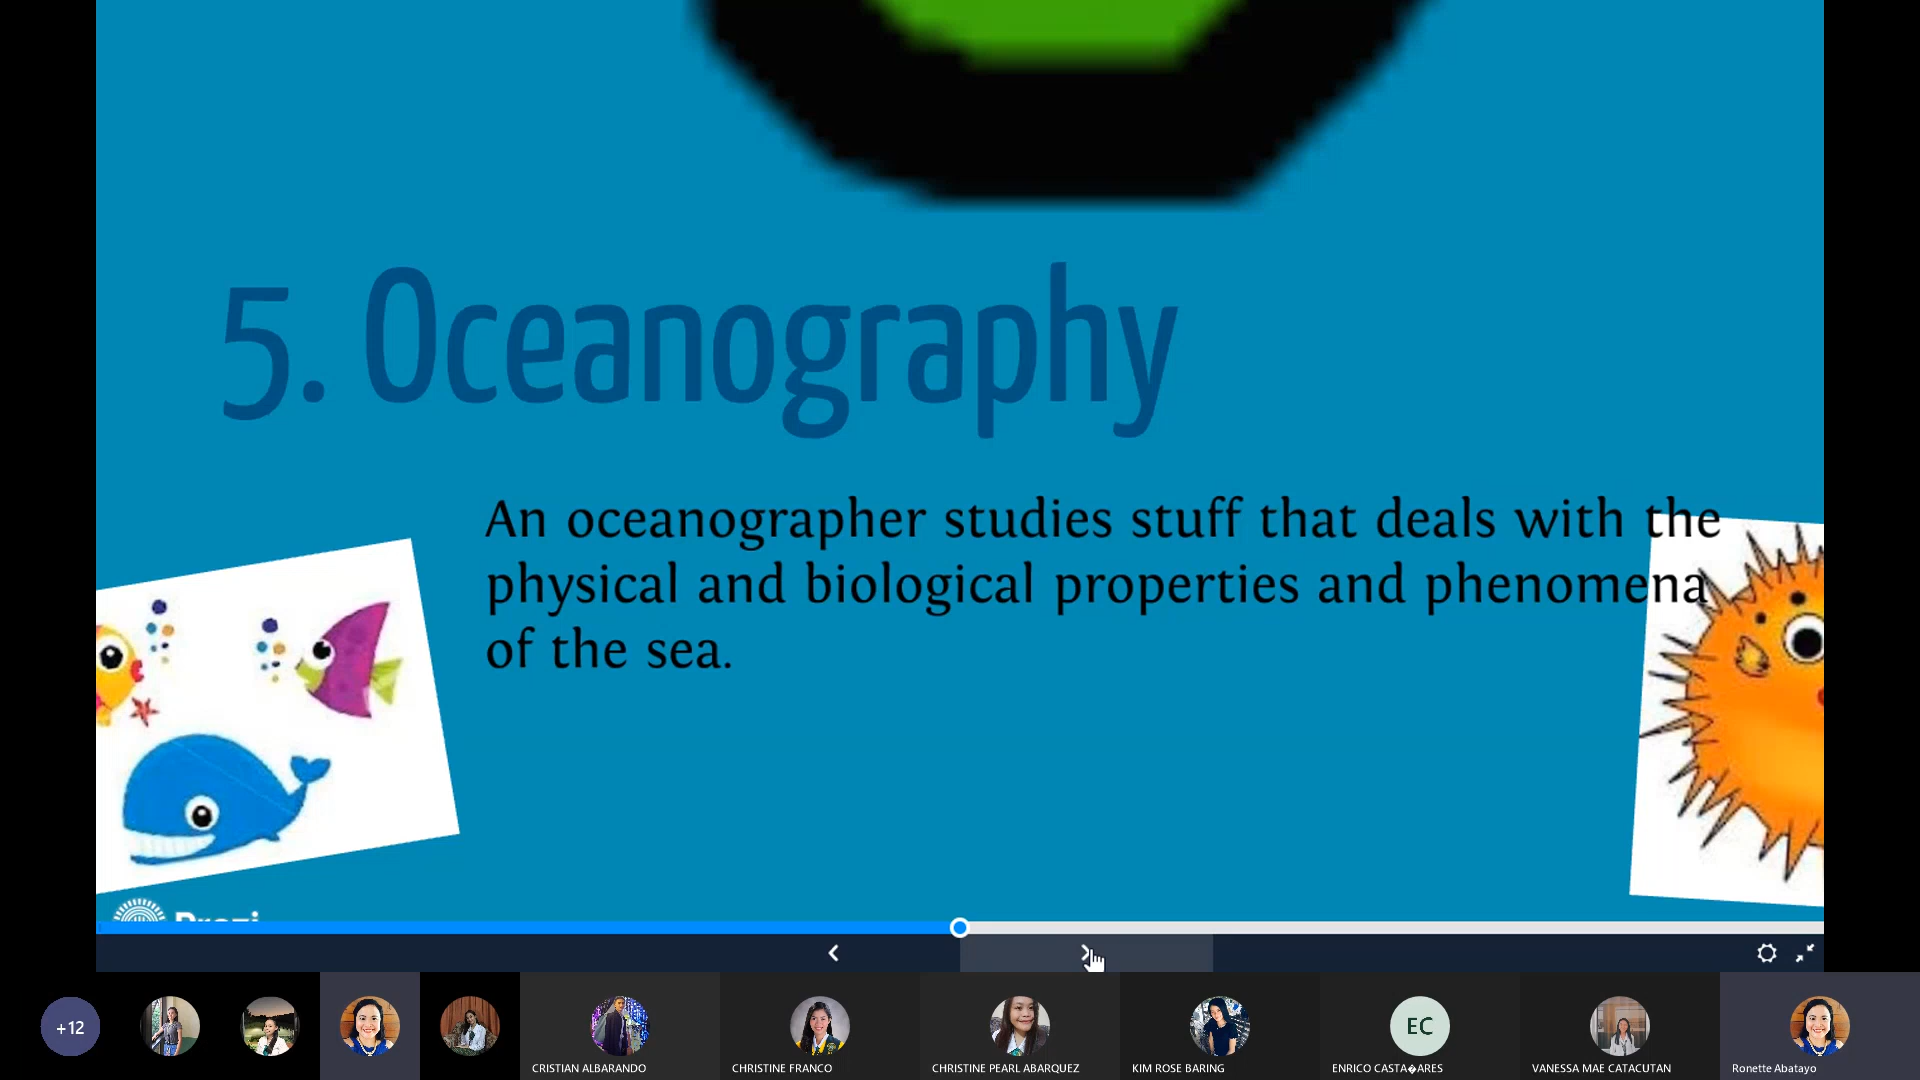 5. Oceanography
An oceanographer studies stuff that deals with the
physical and biological properties and phenomena
of the sea.
Prezi
+12
CRISTIAN ALBARANDO
CHRISTINE FRANCO
CHRISTINE PEARL ABARQUEZ
KIM ROSE BARING
EC
ENRICO CASTA�ARES
VANESSA MAE CATACUTAN
Ronette Abatayo